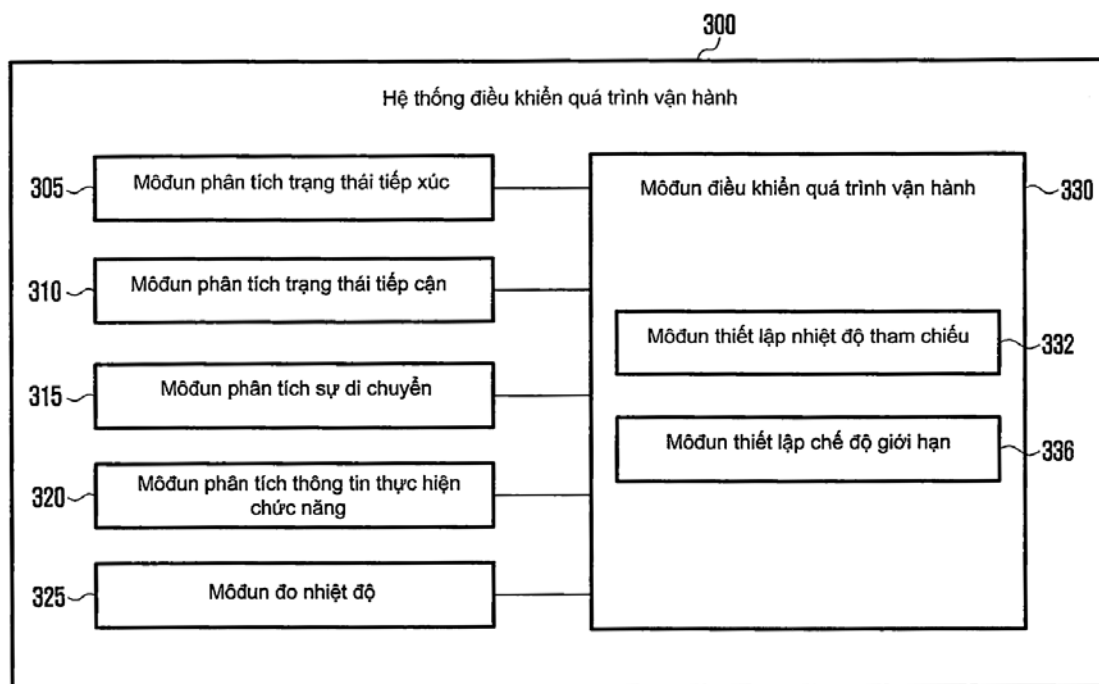 300
Hệ thống điều khiển quá trình vận hành
305
Môđun phân tích trạng thái tiếp xúc
Môđun điều khiển quá trình vận hành
330
310
Môđun phân tích trạng thái tiếp cận
Môđun thiết lập nhiệt độ tham chiếu
332
315
Môđun phân tích sự di chuyển
Môđun thiết lập chế độ giới hạn
336
320
Môđun phân tích thông tin thực hiện
chức năng
325
Môđun đo nhiệt độ